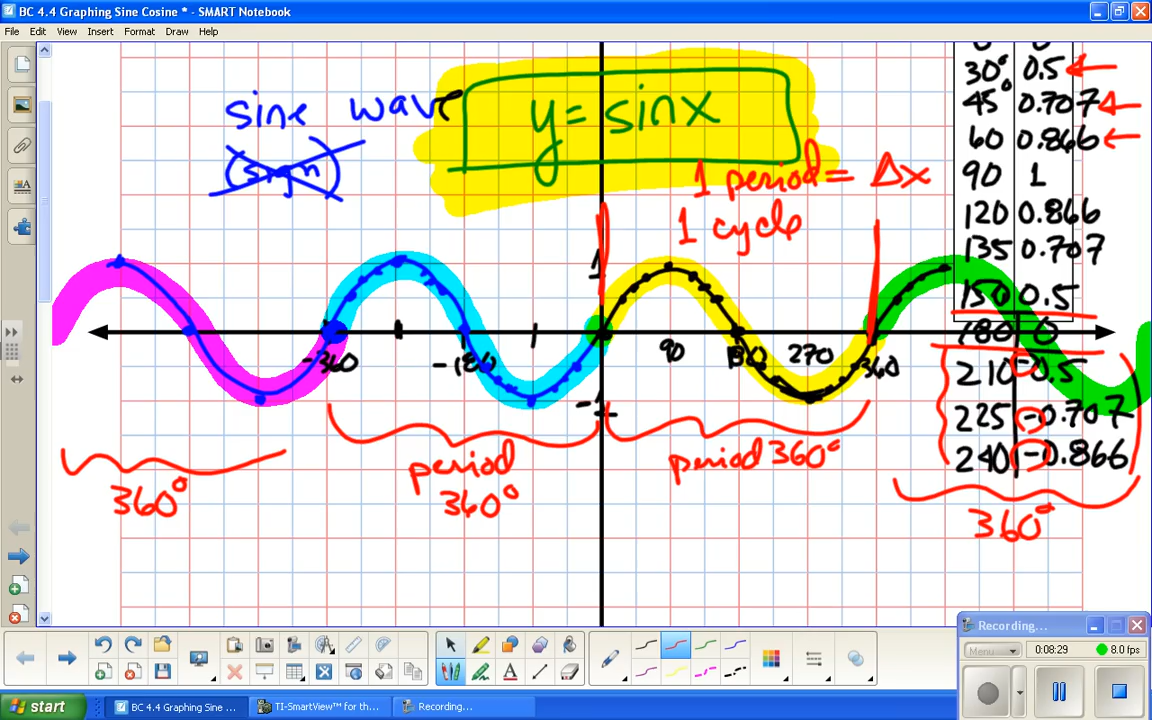 BC 4.4 Graphing Sine Cosine * - SMART Notebook
File Edit View Insert Format Draw Help
sine wave
(sign)
y = sinx
1 period = Δx
1 cycle
30° 0.5
45° 0.707
60 0.866
90 1
120 0.866
135 0.707
150 0.5
180 0
210 -0.5
225 -0.707
240 -0.866
1
-360 -180 90 180 270 360
-1
360°
period
360°
period 360°
360°
Recording...
Menu
0:08:29
8.0 fps
start
BC 4.4 Graphing Sine ...
TI-SmartView™ for th...
Recording...